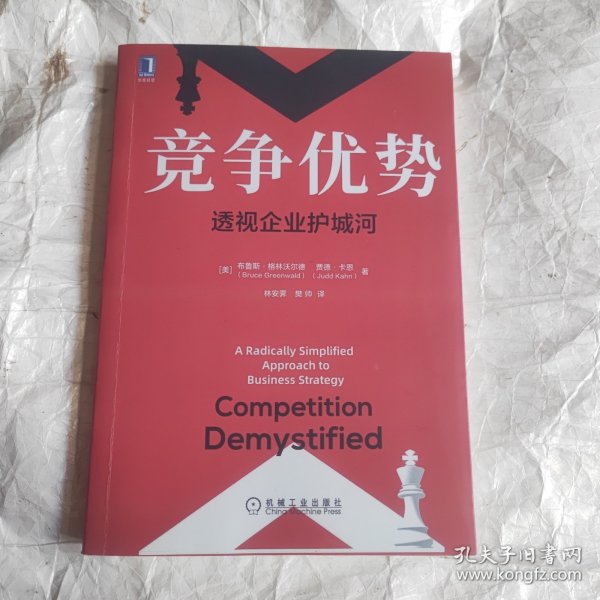 竞争优势
透视企业护城河
[美] 布鲁斯·格林沃尔德 贾德·卡恩 著
(Bruce Greenwald) (Judd Kahn)
林安霁 樊帅 译
A Radically Simplified
Approach to
Business Strategy
Competition
Demystified
机械工业出版社
China Machine Press
孔夫子旧书网
www.kongfz.com